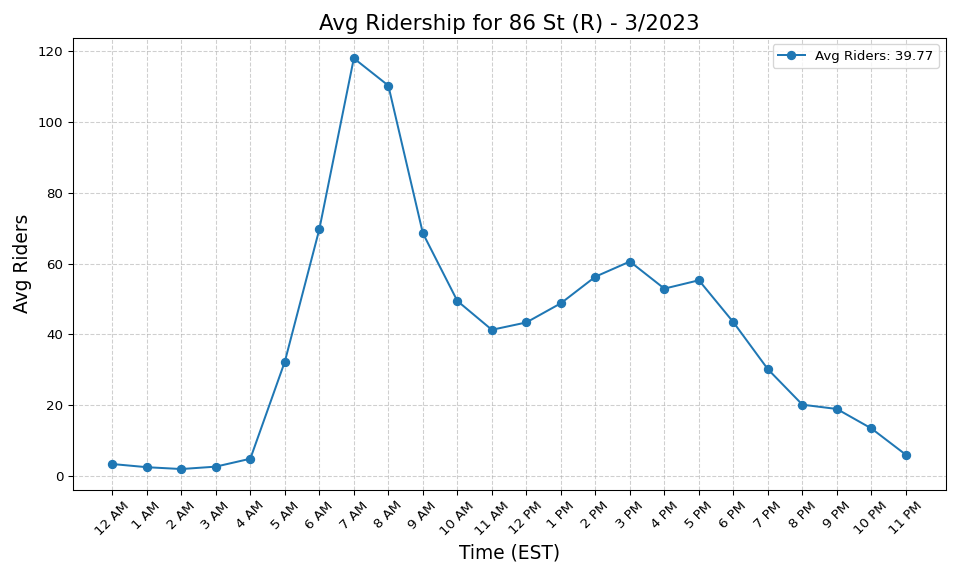 Avg Ridership for 86 St (R) - 3/2023
Avg Riders: 39.77
Avg Riders
120
100
80
60
40
20
0
12 AM
1 AM
2 AM
3 AM
4 AM
5 AM
6 AM
7 AM
8 AM
9 AM
10 AM
11 AM
12 PM
1 PM
2 PM
3 PM
4 PM
5 PM
6 PM
7 PM
8 PM
9 PM
10 PM
11 PM
Time (EST)